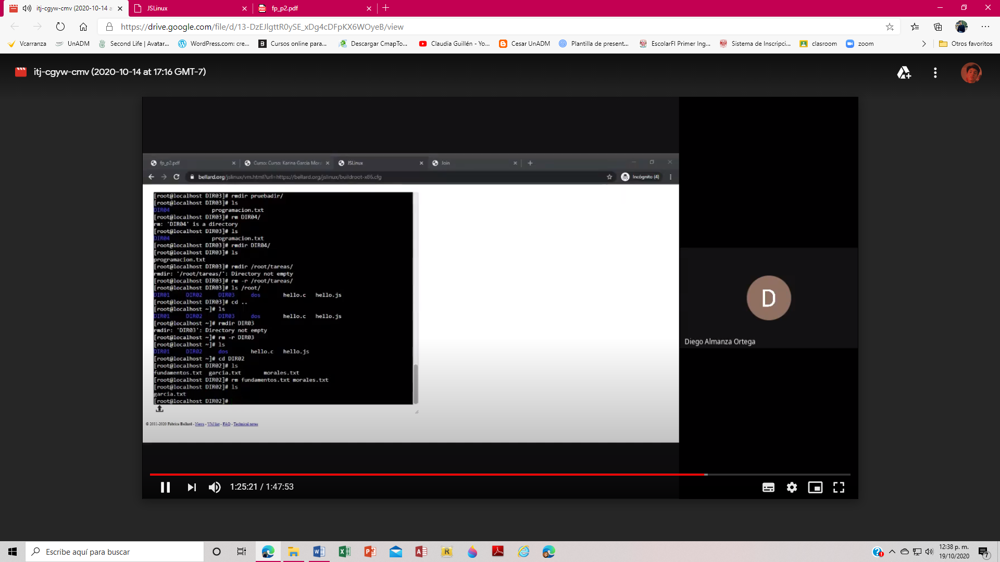 itj-cgyw-cmv (2020-10-14 a
JSLinux
fp_p2.pdf
https://drive.google.com/file/d/13-DzEJlgttR0ySE_xDg4cDFpKX6WOyeB/view
Vcarranza
UnADM
Second Life | Avatar...
WordPress.com: cre...
Cursos online para...
Descargar CmapTo...
Claudia Guillén - Yo...
Cesar UnADM
Plantilla de present...
EscolarFI Primer Ing...
Sistema de Inscripci...
clasroom
zoom
Otros favoritos
itj-cgyw-cmv (2020-10-14 at 17:16 GMT-7)
fp_p2.pdf
Curso: Curso: Karina Garcia Mora
JSLinux
Join
bellard.org/jslinux/vm.html?url=https://bellard.org/jslinux/buildroot-x86.cfg
Incógnito (4)
[root@localhost DIR03]# rmdir pruebadir/
[root@localhost DIR03]# ls
DIR04 programacion.txt
[root@localhost DIR03]# rm DIR04/
rm: 'DIR04' is a directory
[root@localhost DIR03]# ls
DIR04 programacion.txt
[root@localhost DIR03]# rmdir DIR04/
[root@localhost DIR03]# ls
programacion.txt
[root@localhost DIR03]# rmdir /root/tareas/
rmdir: '/root/tareas/': Directory not empty
[root@localhost DIR03]# rm -r /root/tareas/
[root@localhost DIR03]# ls /root/
DIR01 DIR02 DIR03 dos hello.c hello.js
[root@localhost DIR03]# cd ..
[root@localhost ~]# ls
DIR01 DIR02 DIR03 dos hello.c hello.js
[root@localhost ~]# rmdir DIR03
rmdir: 'DIR03': Directory not empty
[root@localhost ~]# rm -r DIR03
[root@localhost ~]# ls
DIR01 DIR02 dos hello.c hello.js
[root@localhost ~]# cd DIR02
[root@localhost DIR02]# ls
fundamentos.txt garcia.txt morales.txt
[root@localhost DIR02]# rm fundamentos.txt morales.txt
[root@localhost DIR02]# ls
garcia.txt
[root@localhost DIR02]#
© 2011-2020 Fabrice Bellard - News - VM list - FAQ - Technical notes
D
Diego Almanza Ortega
1:25:21 / 1:47:53
Escribe aquí para buscar
12:38 p. m.
19/10/2020
7